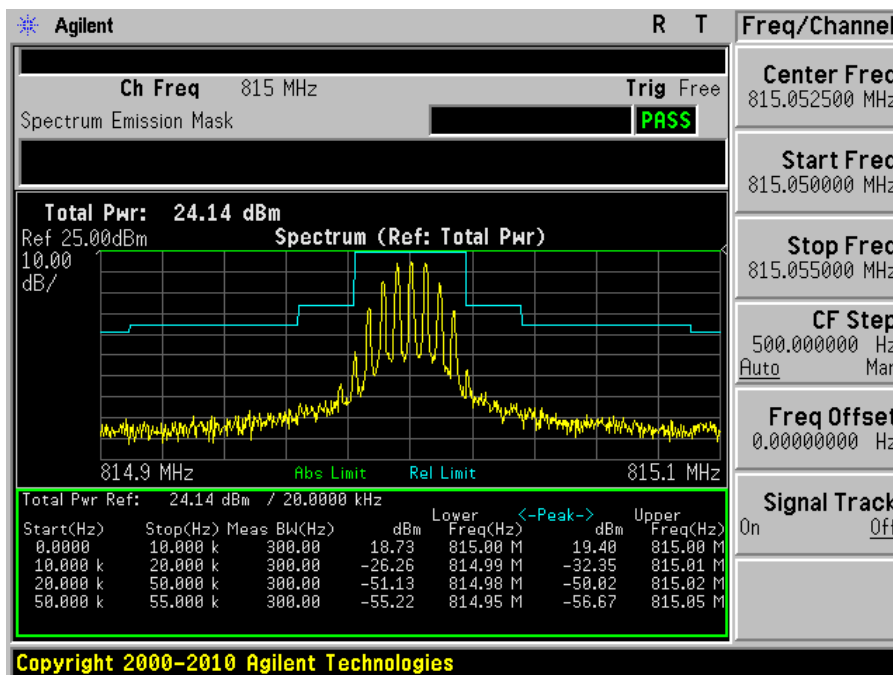 Agilent R T
Freq/Channel
Ch Freq 815 MHz Trig Free
Spectrum Emission Mask PASS
Total Pwr: 24.14 dBm
Ref 25.00dBm Spectrum (Ref: Total Pwr)
10.00
dB/
814.9 MHz Abs Limit Rel Limit 815.1 MHz
Total Pwr Ref: 24.14 dBm / 20.0000 kHz
Lower <-Peak-> Upper
Start(Hz) Stop(Hz) Meas BW(Hz) dBm Freq(Hz) dBm Freq(Hz)
0.0000 10.000 k 300.00 18.73 815.00 M 19.40 815.00 M
10.000 k 20.000 k 300.00 -26.26 814.99 M -32.35 815.01 M
20.000 k 50.000 k 300.00 -51.13 814.98 M -50.02 815.02 M
50.000 k 55.000 k 300.00 -55.22 814.95 M -56.67 815.05 M
Center Freq
815.052500 MHz
Start Freq
815.050000 MHz
Stop Freq
815.055000 MHz
CF Step
500.000000 Hz
Auto Man
Freq Offset
0.00000000 Hz
Signal Track
On Off
Copyright 2000-2010 Agilent Technologies